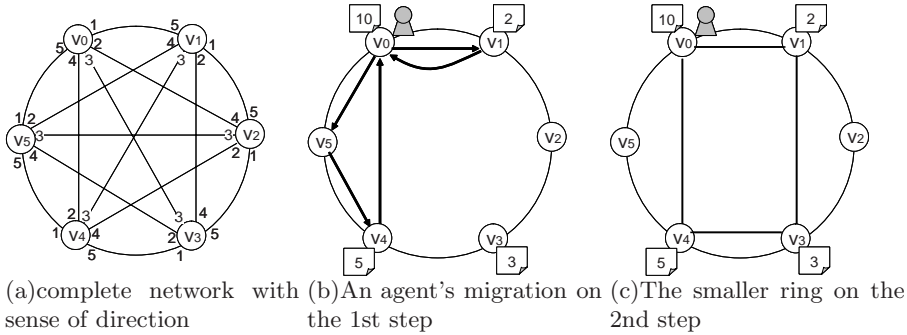 1 5
V0 2 4 V1 1
5 4 3 3 2
1 2 4 5
V5 3 3 V2
5 4 2 1
2 3 3 4
1 V4 4 2 V3 5
5 1
10 2
V0 V1
V5 V2
V4 V3
5 3
10 2
V0 V1
V5 V2
V4 V3
5 3
(a)complete network with sense of direction
(b)An agent's migration on the 1st step
(c)The smaller ring on the 2nd step